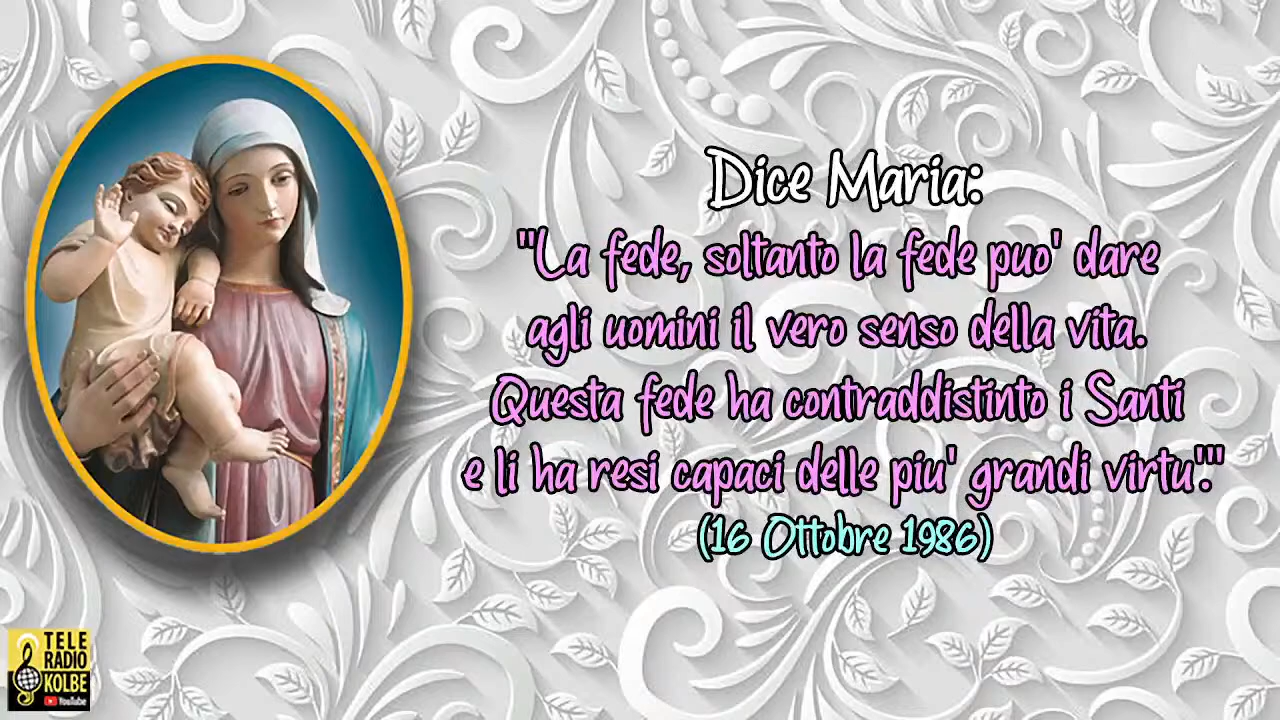 Dice Maria:
"La fede, soltanto la fede puo' dare
agli uomini il vero senso della vita.
Questa fede ha contraddistinto i Santi
e li ha resi capaci delle piu' grandi virtu'."
(16 Ottobre 1986)
TELE
RADIO
KOLBE
YouTube